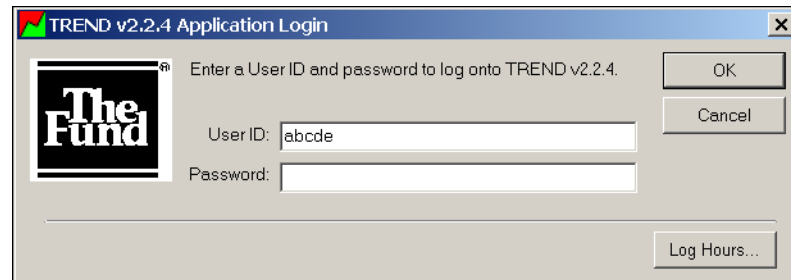 TREND v2.2.4 Application Login
Enter a User ID and password to log onto TREND v2.2.4.
OK
Cancel
The
Fund
®
User ID: abcde
Password:
Log Hours...